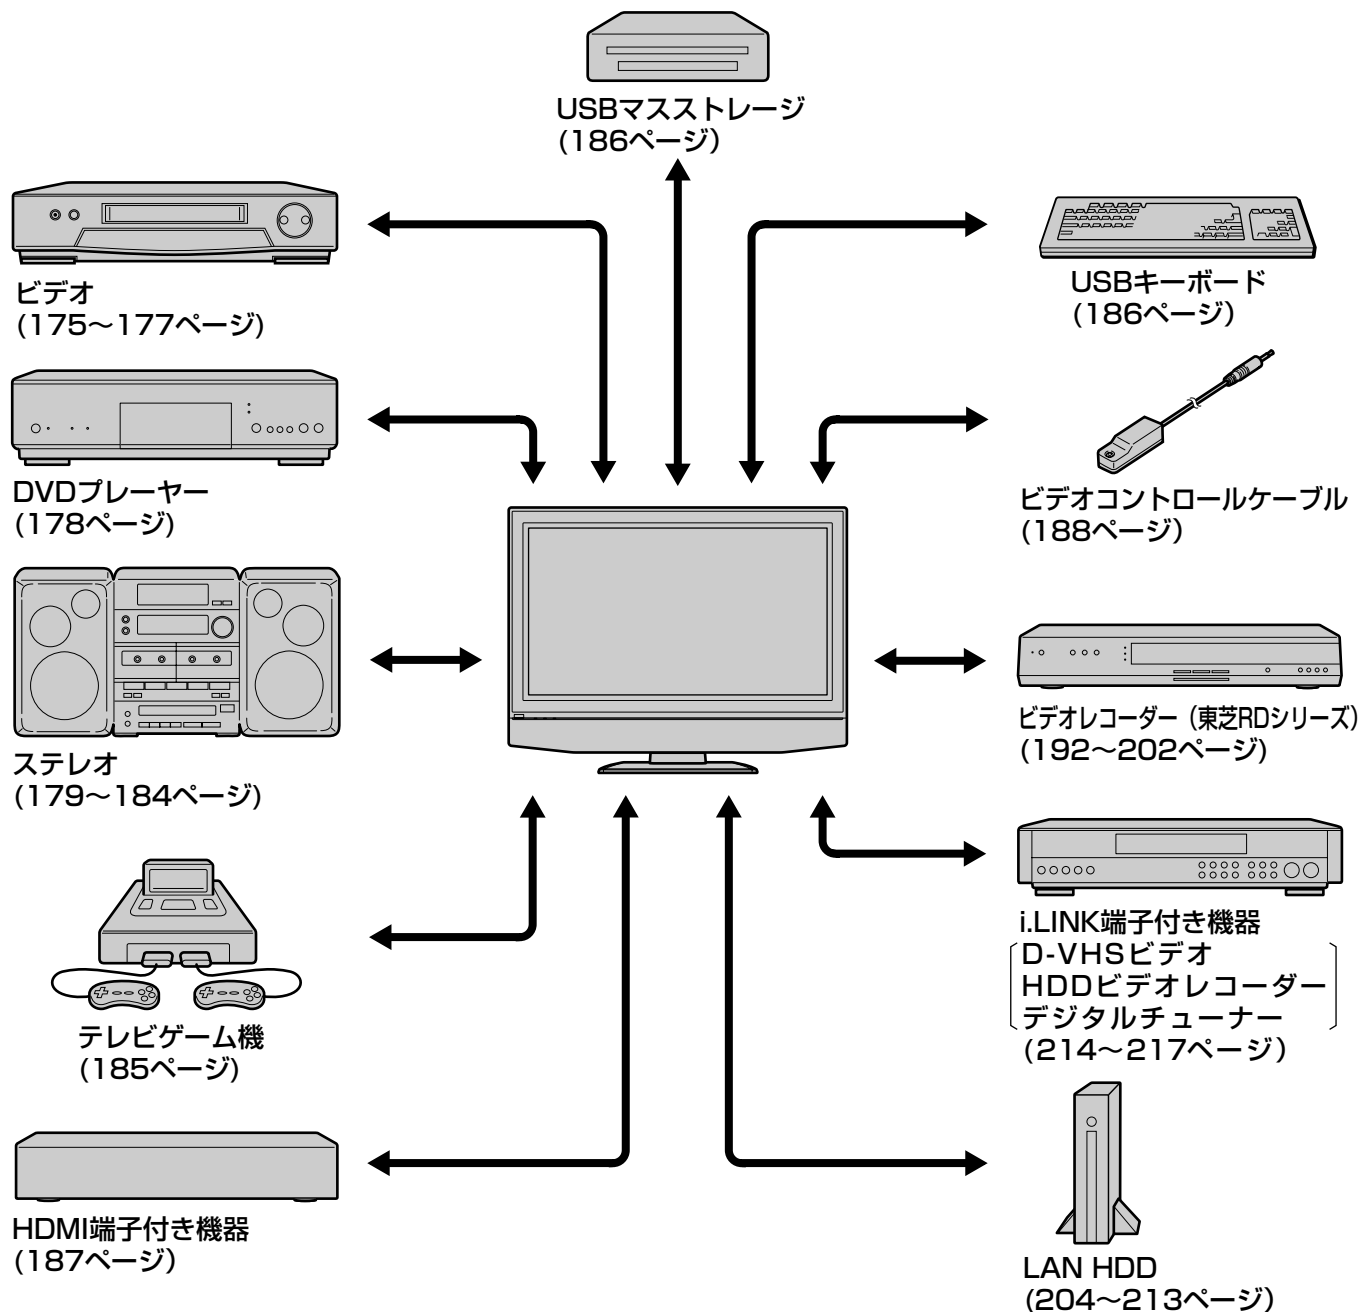 USBマスストレージ
(186ページ)
ビデオ
(175～177ページ)
DVDプレーヤー
(178ページ)
ステレオ
(179～184ページ)
テレビゲーム機
(185ページ)
HDMI端子付き機器
(187ページ)
USBキーボード
(186ページ)
ビデオコントロールケーブル
(188ページ)
ビデオレコーダー（東芝RDシリーズ）
(192～202ページ)
i.LINK端子付き機器
D-VHSビデオ
HDDビデオレコーダー
デジタルチューナー
(214～217ページ)
LAN HDD
(204～213ページ)